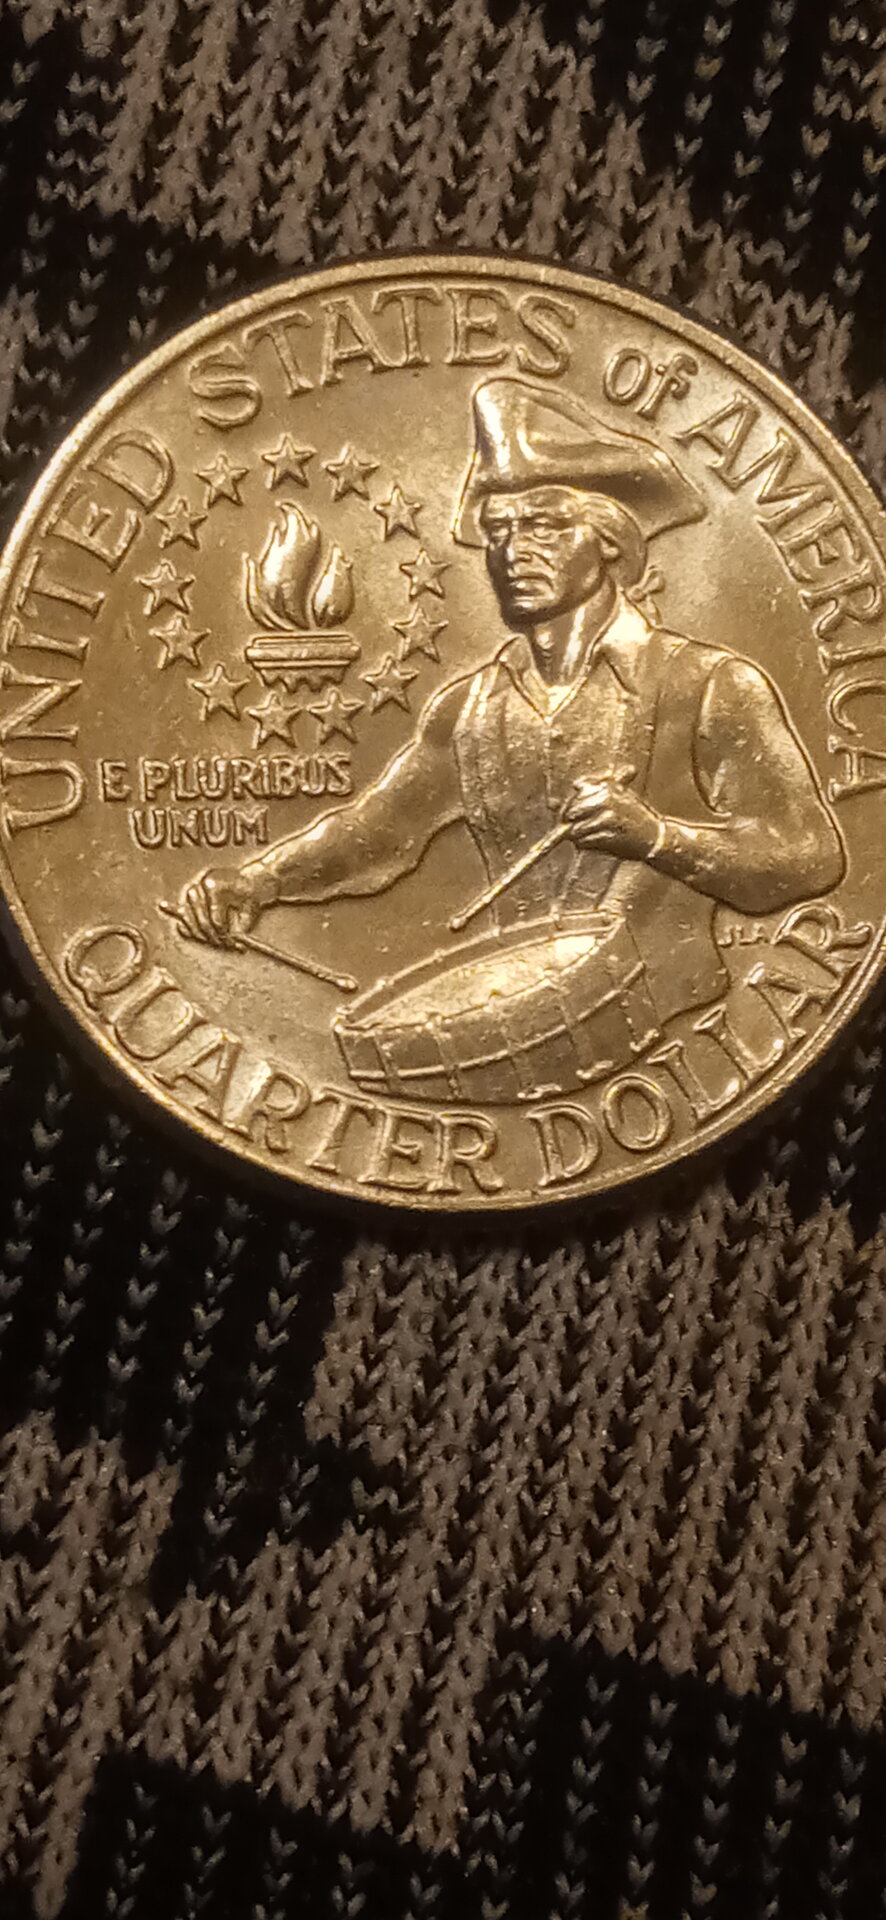 UNITED STATES of AMERICA
E PLURIBUS
UNUM
JLA
QUARTER DOLLAR